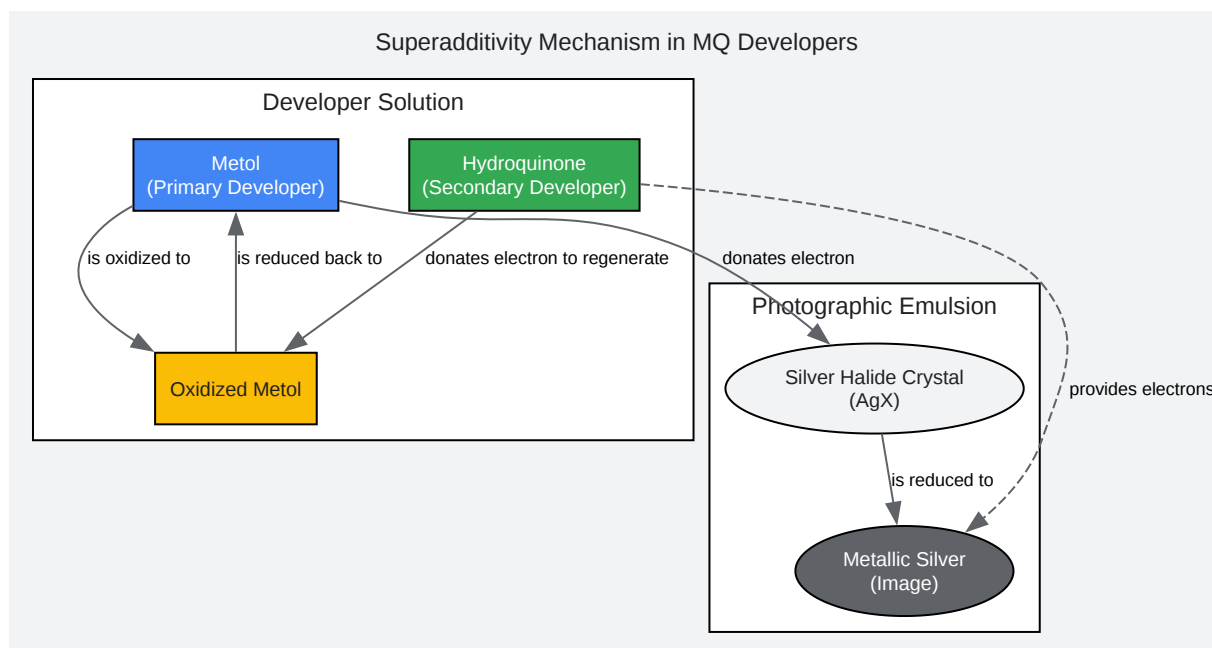 Superadditivity Mechanism in MQ Developers
Developer Solution
Metol
(Primary Developer)
Hydroquinone
(Secondary Developer)
is oxidized to
is reduced back to
donates electron to regenerate
donates electron
Photographic Emulsion
Oxidized Metol
Silver Halide Crystal
(AgX)
provides electrons
is reduced to
Metallic Silver
(Image)